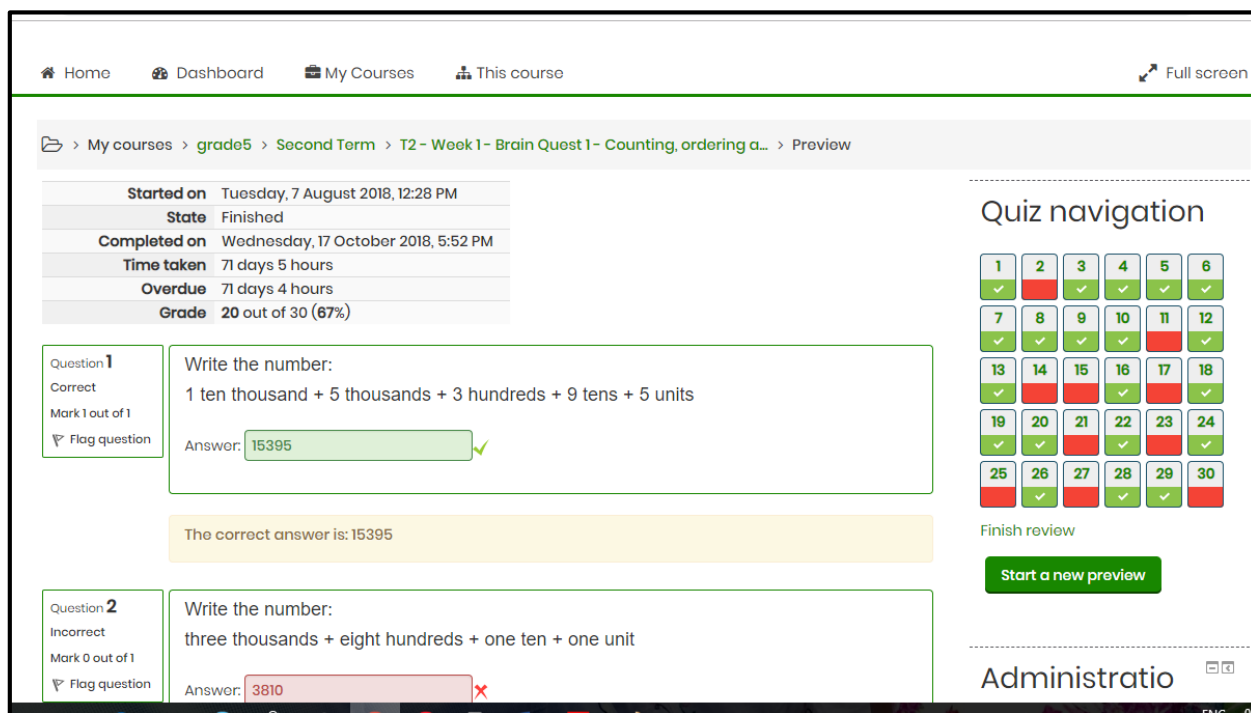 Home Dashboard My Courses This course Full screen
> My courses > grade5 > Second Term > T2 - Week 1 - Brain Quest 1 - Counting, ordering a... > Preview
Started on Tuesday, 7 August 2018, 12:28 PM
State Finished
Completed on Wednesday, 17 October 2018, 5:52 PM
Time taken 71 days 5 hours
Overdue 71 days 4 hours
Grade 20 out of 30 (67%)
Question 1
Correct
Mark 1 out of 1
Flag question
Write the number:
1 ten thousand + 5 thousands + 3 hundreds + 9 tens + 5 units
Answer: 15395
The correct answer is: 15395
Question 2
Incorrect
Mark 0 out of 1
Flag question
Write the number:
three thousands + eight hundreds + one ten + one unit
Answer: 3810
Quiz navigation
1 2 3 4 5 6
7 8 9 10 11 12
13 14 15 16 17 18
19 20 21 22 23 24
25 26 27 28 29 30
Finish review
Start a new preview
Administratio
ENG